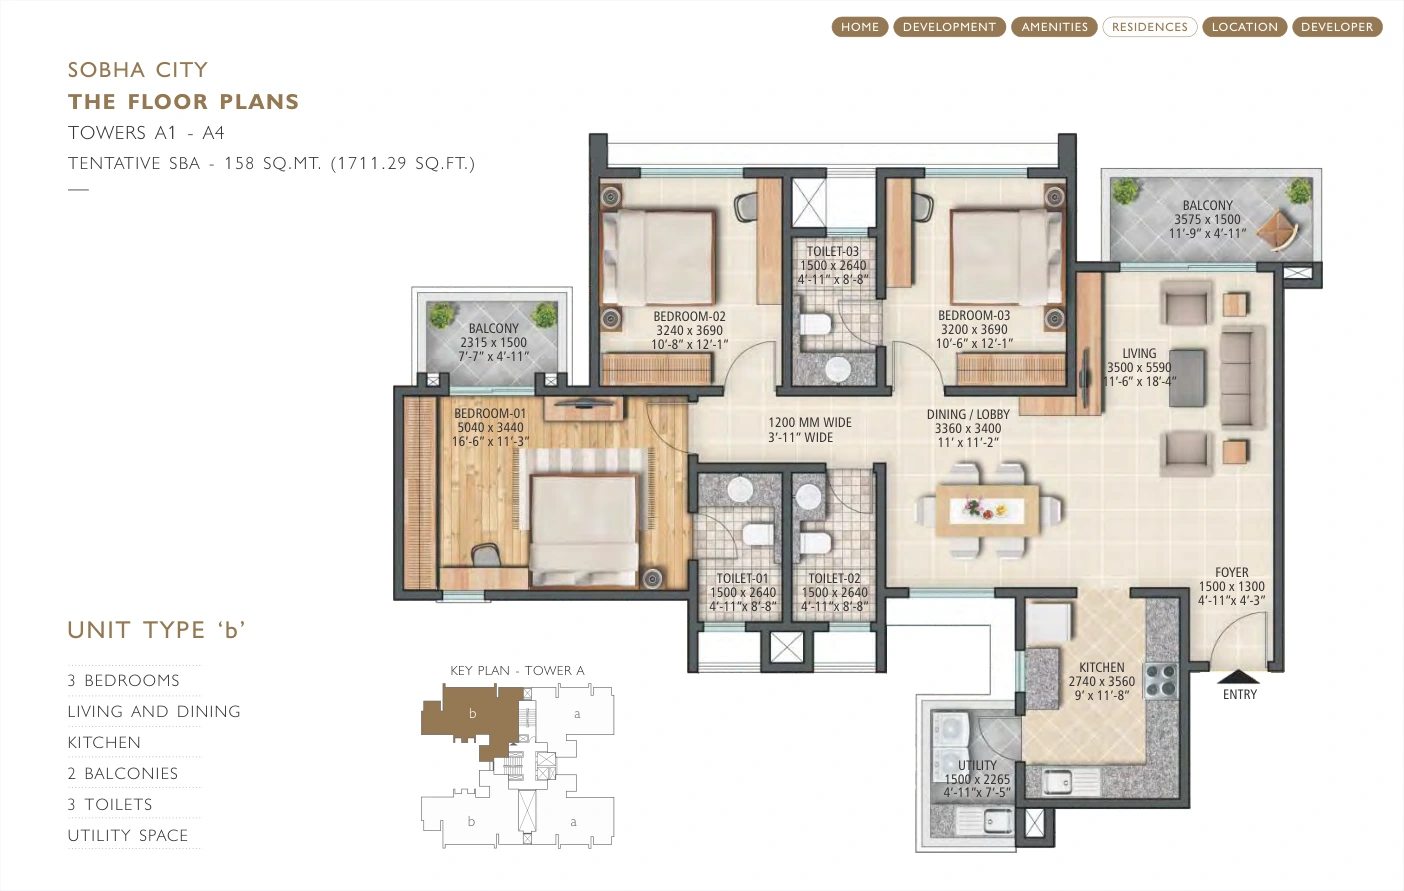 HOME
DEVELOPMENT
AMENITIES
RESIDENCES
LOCATION
DEVELOPER
SOBHA CITY
THE FLOOR PLANS
TOWERS A1 - A4
TENTATIVE SBA - 158 SQ.MT. (1711.29 SQ.FT.)
BALCONY
3575 x 1500
11’-9” x 4’-11”
TOILET-03
1500 x 2640
4’-11” x 8’-8”
BEDROOM-02
3240 x 3690
10’-8” x 12’-1”
BEDROOM-03
3200 x 3690
10’-6” x 12’-1”
BALCONY
2315 x 1500
7’-7” x 4’-11”
LIVING
3500 x 5590
11’-6” x 18’-4”
BEDROOM-01
5040 x 3440
16’-6” x 11’-3”
1200 MM WIDE
3’-11” WIDE
DINING / LOBBY
3360 x 3400
11’ x 11’-2”
TOILET-01
1500 x 2640
4’-11”x 8’-8”
TOILET-02
1500 x 2640
4’-11”x 8’-8”
FOYER
1500 x 1300
4’-11”x 4’-3”
KITCHEN
2740 x 3560
9’ x 11’-8”
ENTRY
UTILITY
1500 x 2265
4’-11”x 7’-5”
UNIT TYPE ‘b’
3 BEDROOMS
LIVING AND DINING
KITCHEN
2 BALCONIES
3 TOILETS
UTILITY SPACE
KEY PLAN - TOWER A
b
a
b
a